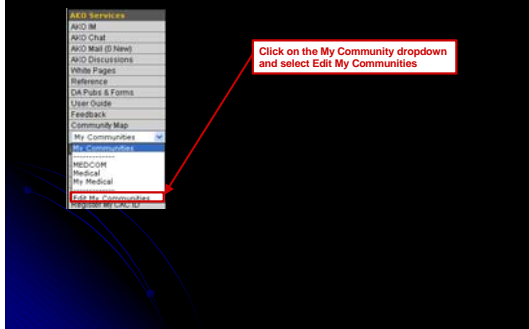 AKO Services
AKO IM
AKO Chat
AKO Mail (0 New)
AKO Discussions
White Pages
Reference
DA Pubs & Forms
User Guide
Feedback
Community Map
My Communities
My Communities
--------------
MEDCOM
Medical
My Medical
--------------
Edit My Communities
Register My CAC ID
Click on the My Community dropdown
and select Edit My Communities